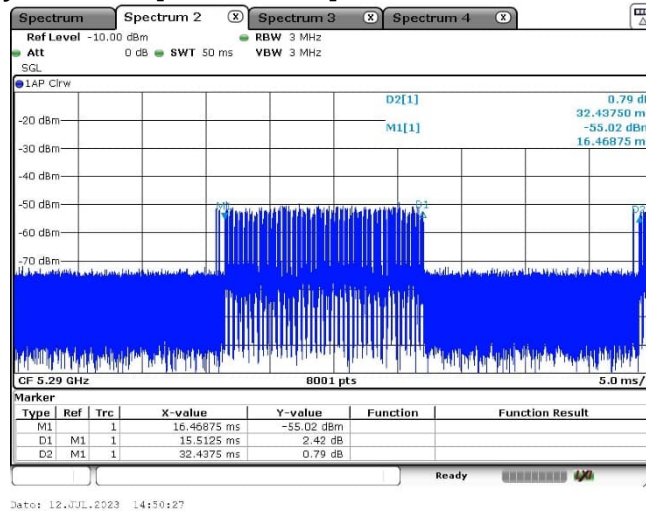 Spectrum Spectrum 2 X Spectrum 3 X Spectrum 4 X
Ref Level -10.00 dBm RBW 3 MHz
Att 0 dB SWT 50 ms VBW 3 MHz
SGL
1AP Clrw
D2[1] 0.79 d
32.43750 m
M1[1] -55.02 dBm
16.46875 m
-20 dBm
-30 dBm
-40 dBm
-50 dBm
M1 D1 D2
-60 dBm
-70 dBm
CF 5.29 GHz 8001 pts 5.0 ms/
Marker
Type Ref Trc X-value Y-value Function Function Result
M1 1 16.46875 ms -55.02 dBm
D1 M1 1 15.5125 ms 2.42 dB
D2 M1 1 32.4375 ms 0.79 dB
Ready LXI
Date: 12.JUL.2023 14:50:27